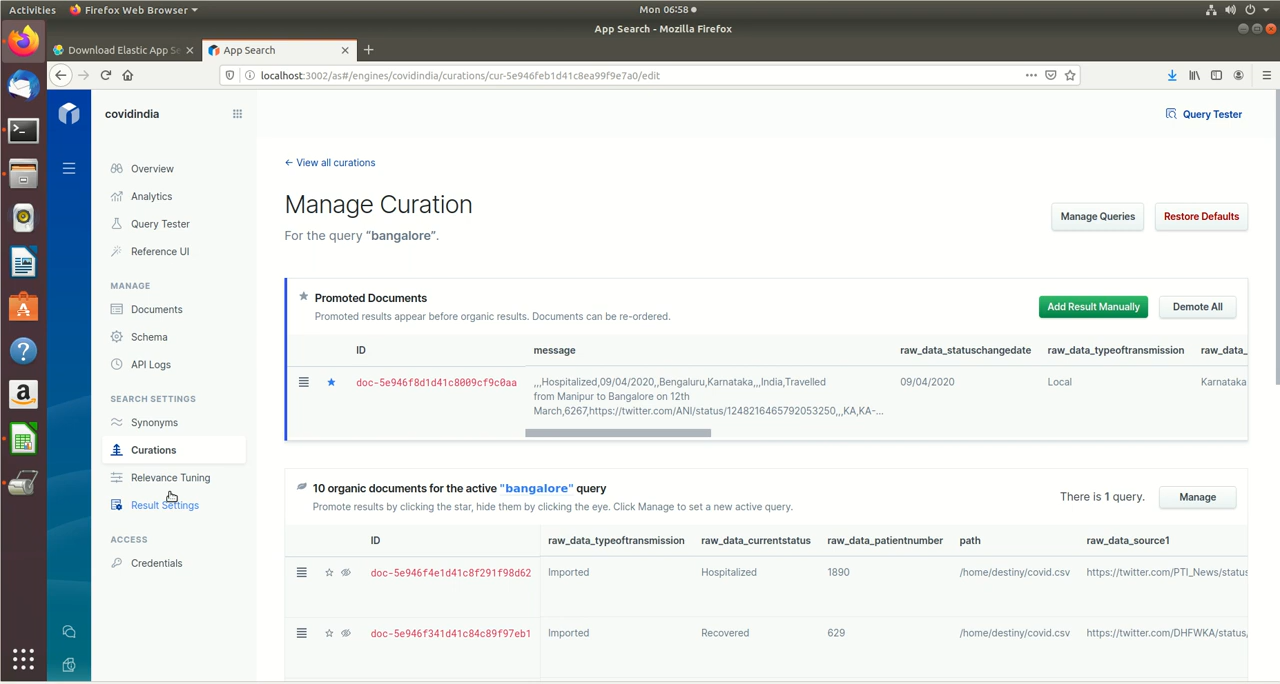 Activities Firefox Web Browser Mon 06:58
App Search - Mozilla Firefox
Download Elastic App Se App Search
localhost:3002/as#/engines/covidindia/curations/cur-5e946feb1d41c8ea99f9e7a0/edit
covidindia
Query Tester
Overview
Analytics
Query Tester
Reference UI
MANAGE
Documents
Schema
API Logs
SEARCH SETTINGS
Synonyms
Curations
Relevance Tuning
Result Settings
ACCESS
Credentials
← View all curations
Manage Curation
For the query “bangalore”.
Manage Queries Restore Defaults
Promoted Documents
Promoted results appear before organic results. Documents can be re-ordered.
Add Result Manually Demote All
ID message raw_data_statuschangedate raw_data_typeoftransmission raw_data_
doc-5e946f8d1d41c8009cf9c0aa ,,,Hospitalized,09/04/2020,,Bengaluru,Karnataka,,,India,Travelled 09/04/2020 Local Karnataka
from Manipur to Bangalore on 12th
March,6267,https://twitter.com/ANI/status/1248216465792053250,,,KA,KA-...
10 organic documents for the active "bangalore" query
Promote results by clicking the star, hide them by clicking the eye. Click Manage to set a new active query.
There is 1 query. Manage
ID raw_data_typeoftransmission raw_data_currentstatus raw_data_patientnumber path raw_data_source1
doc-5e946f4e1d41c8f291f98d62 Imported Hospitalized 1890 /home/destiny/covid.csv https://twitter.com/PTI_News/status
doc-5e946f341d41c84c89f97eb1 Imported Recovered 629 /home/destiny/covid.csv https://twitter.com/DHFWKA/status,